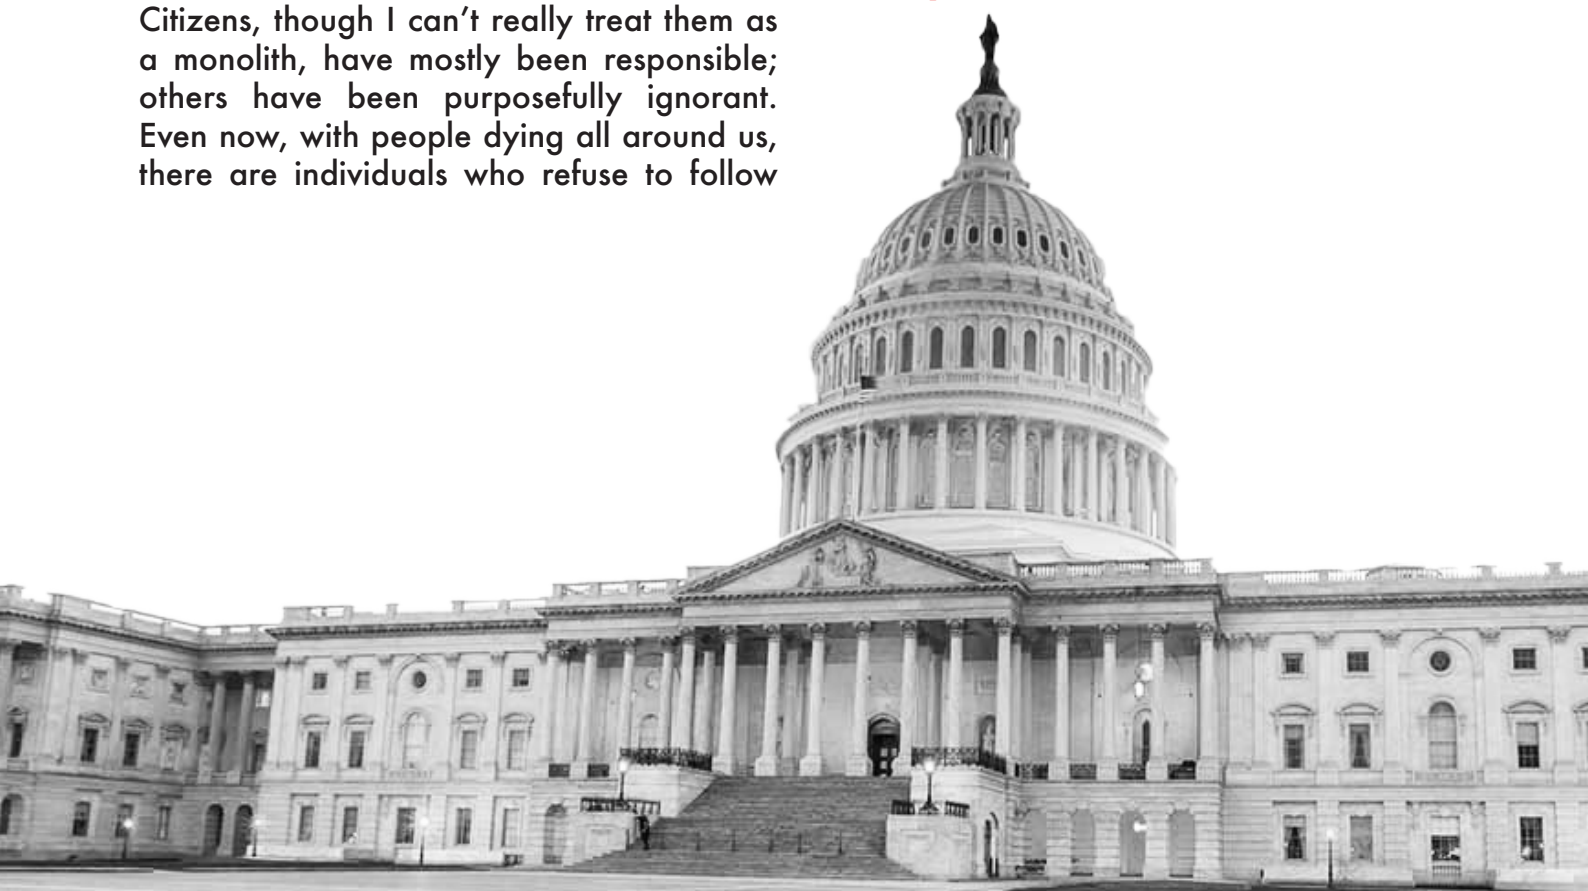 Citizens, though I can’t really treat them as
a monolith, have mostly been responsible;
others have been purposefully ignorant.
Even now, with people dying all around us,
there are individuals who refuse to follow